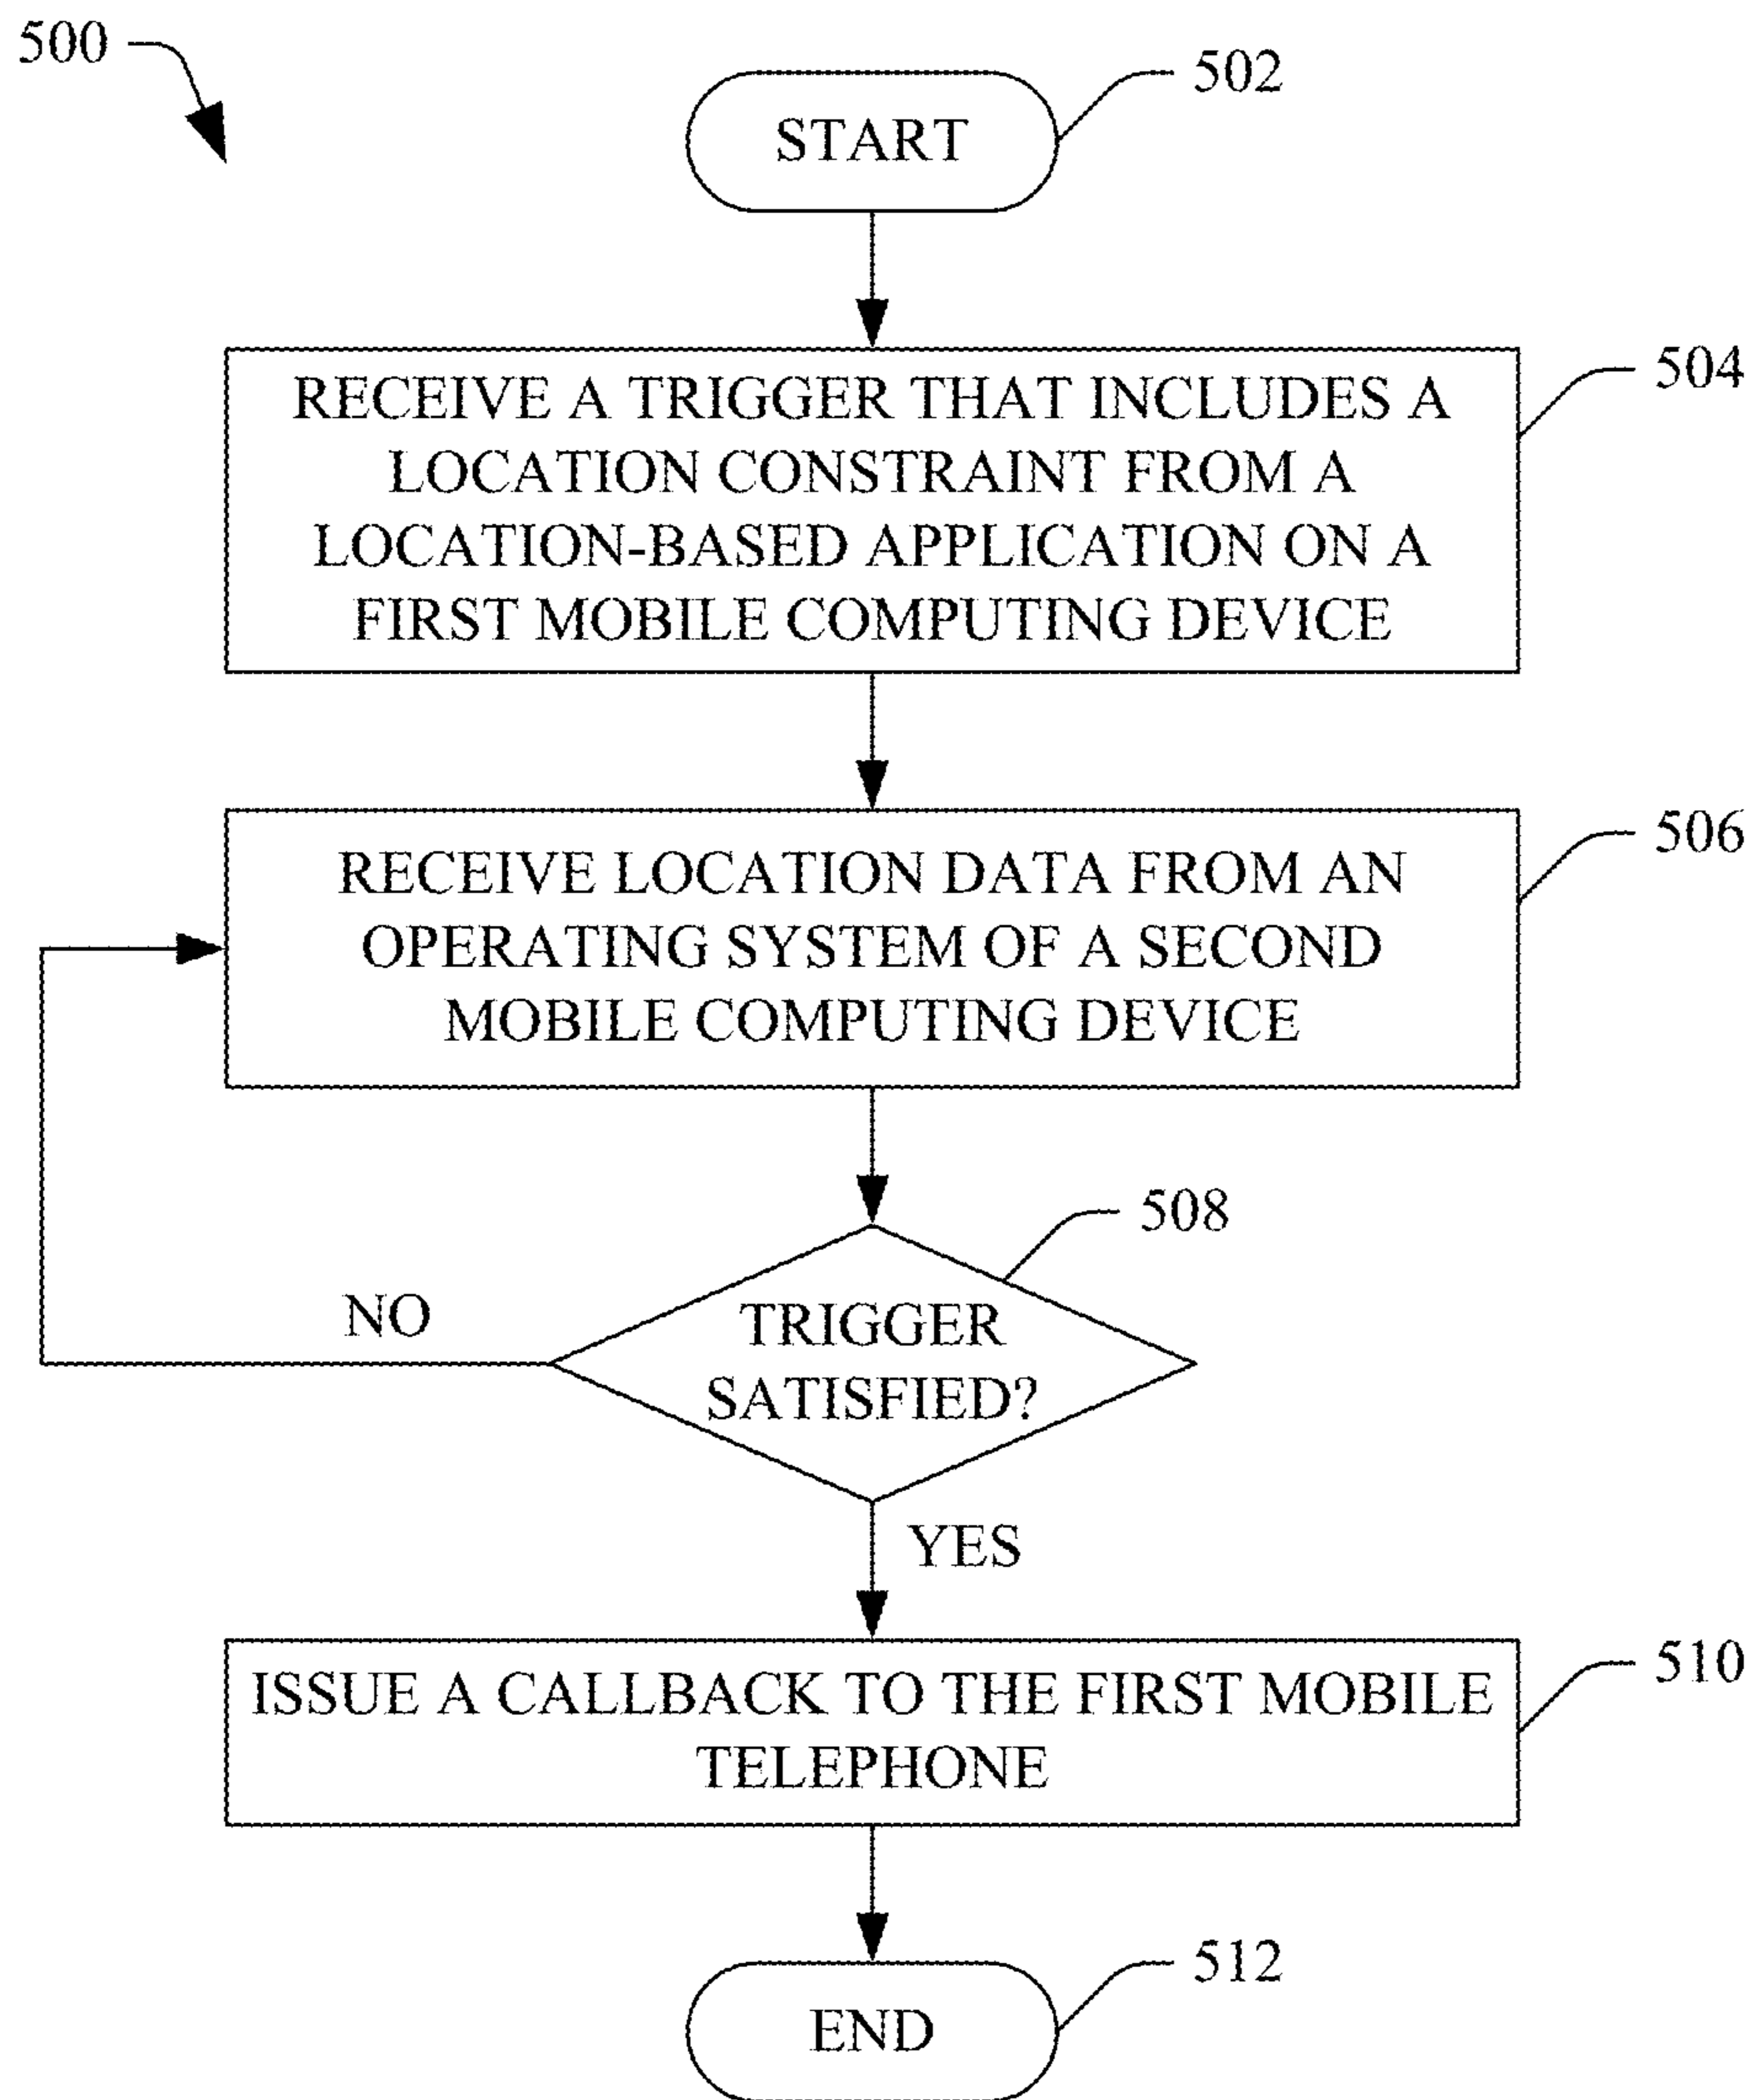 500
502
START
504
RECEIVE A TRIGGER THAT INCLUDES A
LOCATION CONSTRAINT FROM A
LOCATION-BASED APPLICATION ON A
FIRST MOBILE COMPUTING DEVICE
506
RECEIVE LOCATION DATA FROM AN
OPERATING SYSTEM OF A SECOND
MOBILE COMPUTING DEVICE
508
NO
TRIGGER
SATISFIED?
YES
510
ISSUE A CALLBACK TO THE FIRST MOBILE
TELEPHONE
512
END